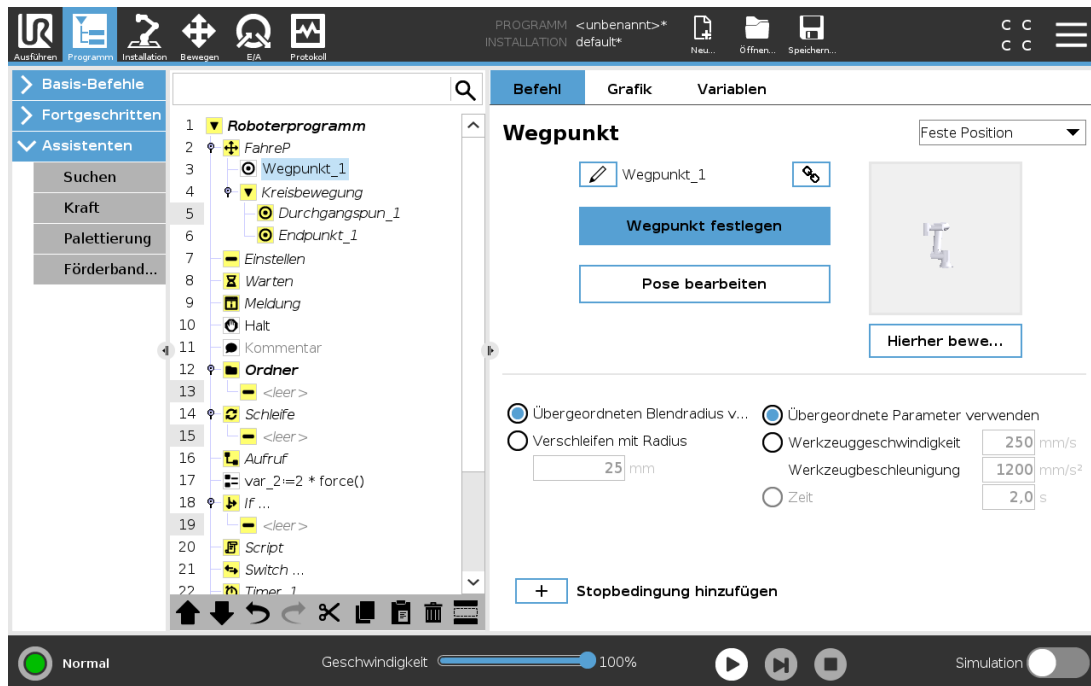 PROGRAMM <unbenannt>*
INSTALLATION default*
Ausführen Programm Installation Bewegen E/A Protokoll Neu... Öffnen... Speichern...
C C
C C
Basis-Befehle
Fortgeschritten
Assistenten
Suchen
Kraft
Palettierung
Förderband...
1 Roboterprogramm
2 FahreP
3 Wegpunkt_1
4 Kreisbewegung
5 Durchgangspun_1
6 Endpunkt_1
7 Einstellen
8 Warten
9 Meldung
10 Halt
11 Kommentar
12 Ordner
13 <leer>
14 Schleife
15 <leer>
16 Aufruf
17 var_2:=2 * force()
18 If ...
19 <leer>
20 Script
21 Switch ...
22 Timer_1
Befehl Grafik Variablen
Wegpunkt
Feste Position
Wegpunkt_1
Wegpunkt festlegen
Pose bearbeiten
Hierher bewe...
Übergeordneten Blendradius v...
Verschleifen mit Radius
25 mm
Übergeordnete Parameter verwenden
Werkzeuggeschwindigkeit 250 mm/s
Werkzeugbeschleunigung 1200 mm/s²
Zeit 2,0 s
+ Stopbedingung hinzufügen
Normal
Geschwindigkeit 100%
Simulation